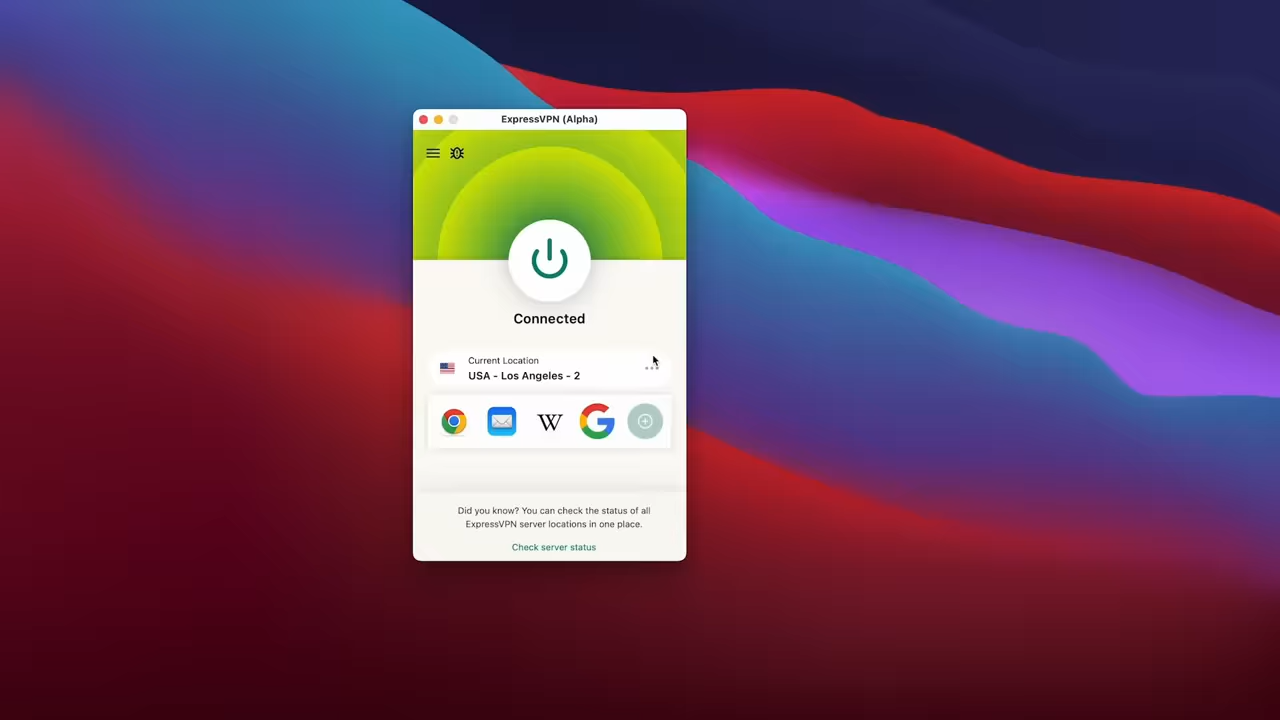 ExpressVPN (Alpha)
Connected
Current Location
USA - Los Angeles - 2
W
Did you know? You can check the status of all
ExpressVPN server locations in one place.
Check server status